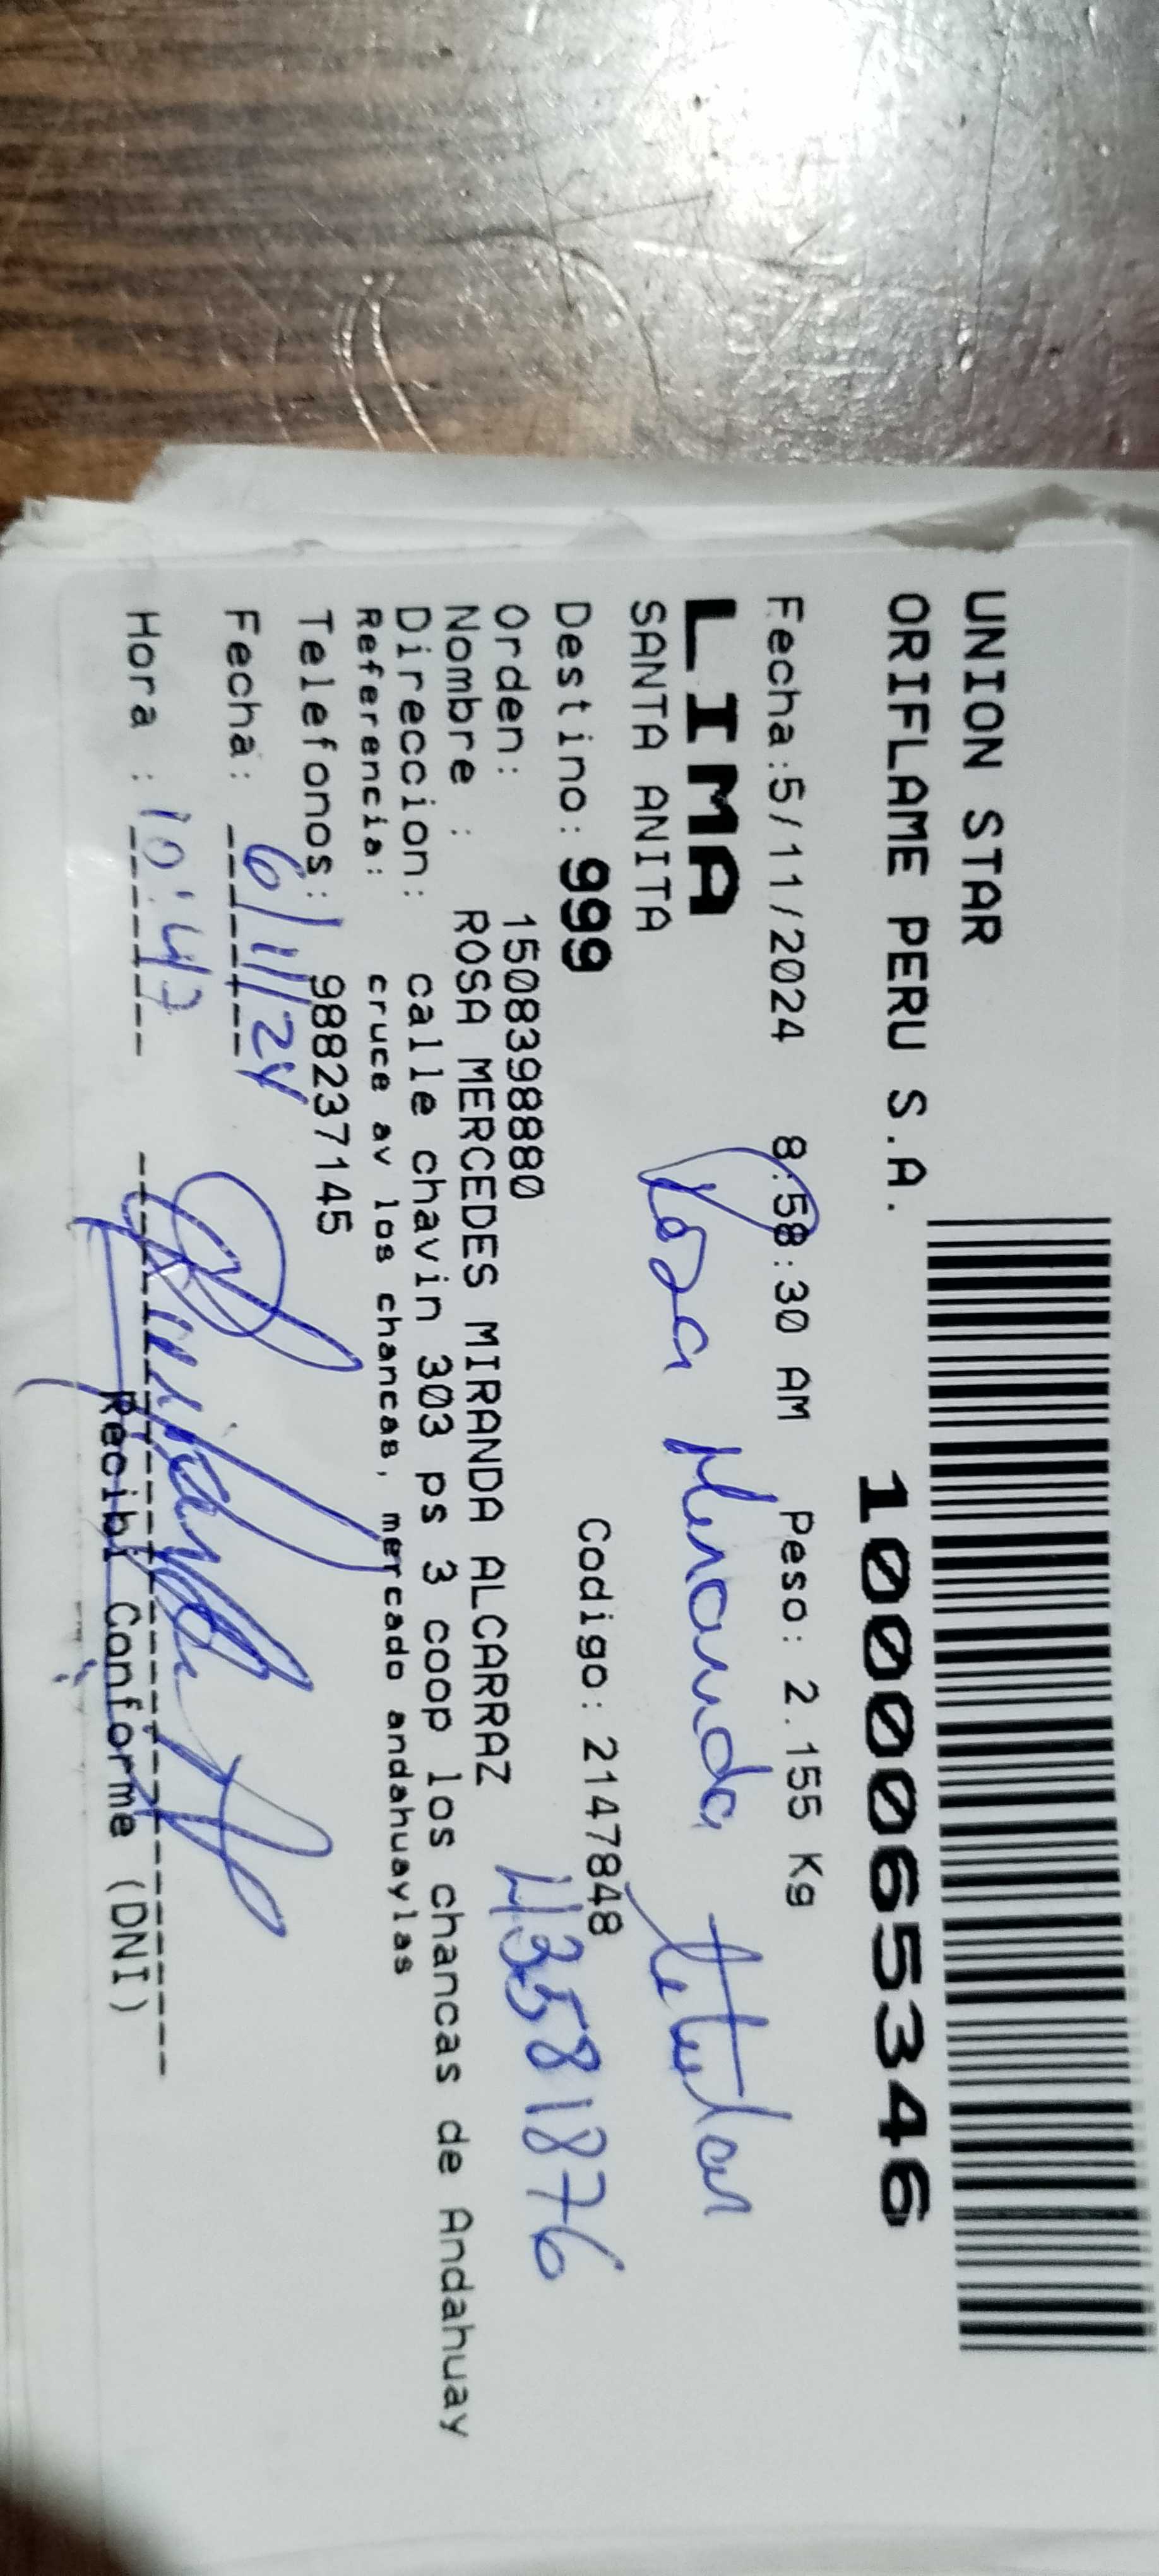 UNION STAR
ORIFLAME PERU S.A.
1000065346
Fecha:5/11/2024 8:58:30 AM Peso: 2.155 Kg
LIMA
SANTA ANITA
Rosa Miranda titular
Destino: 999 Codigo: 2147848
43581876
Orden: 1508398880
Nombre : ROSA MERCEDES MIRANDA ALCARRAZ
Direccion: calle chavin 303 ps 3 coop los chancas de Andahuay
Referencia: cruce av los chancas, mercado andahuaylas
Telefonos: 988237145
Fecha: 6/11/24
Hora : 10:47
Recibi Conforme (DNI)